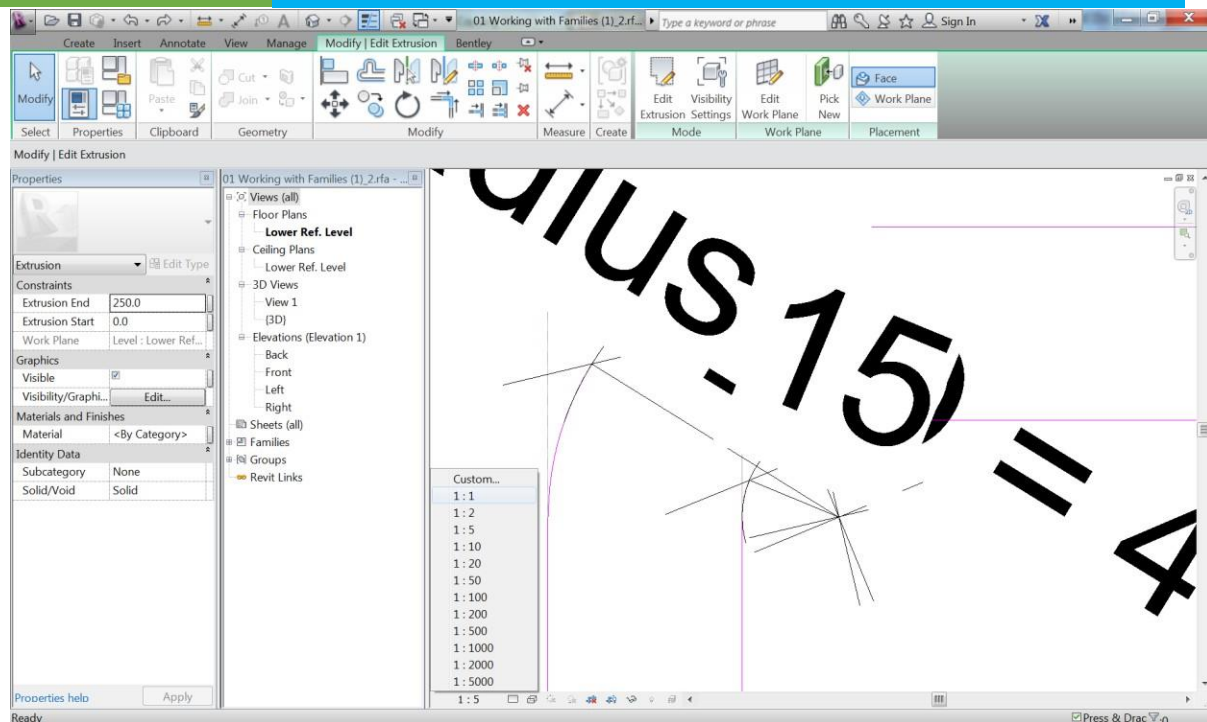 01 Working with Families (1)_2.rf...
Type a keyword or phrase
Sign In
Create Insert Annotate View Manage Modify | Edit Extrusion Bentley
Modify
Paste
Cut
Join
Edit Extrusion
Visibility Settings
Edit Work Plane
Pick New
Face
Work Plane
Select Properties Clipboard Geometry Modify Measure Create Mode Work Plane Placement
Modify | Edit Extrusion
Properties
Extrusion
Edit Type
Constraints
Extrusion End 250.0
Extrusion Start 0.0
Work Plane Level : Lower Ref...
Graphics
Visible
Visibility/Graphi... Edit...
Materials and Finishes
Material <By Category>
Identity Data
Subcategory None
Solid/Void Solid
Properties help
Apply
01 Working with Families (1)_2.rfa - ...
Views (all)
Floor Plans
Lower Ref. Level
Ceiling Plans
Lower Ref. Level
3D Views
View 1
{3D}
Elevations (Elevation 1)
Back
Front
Left
Right
Sheets (all)
Families
Groups
Revit Links
Custom...
1 : 1
1 : 2
1 : 5
1 : 10
1 : 20
1 : 50
1 : 100
1 : 200
1 : 500
1 : 1000
1 : 2000
1 : 5000
1 : 5
dius - 15) = 4
Ready
Press & Drac
:0